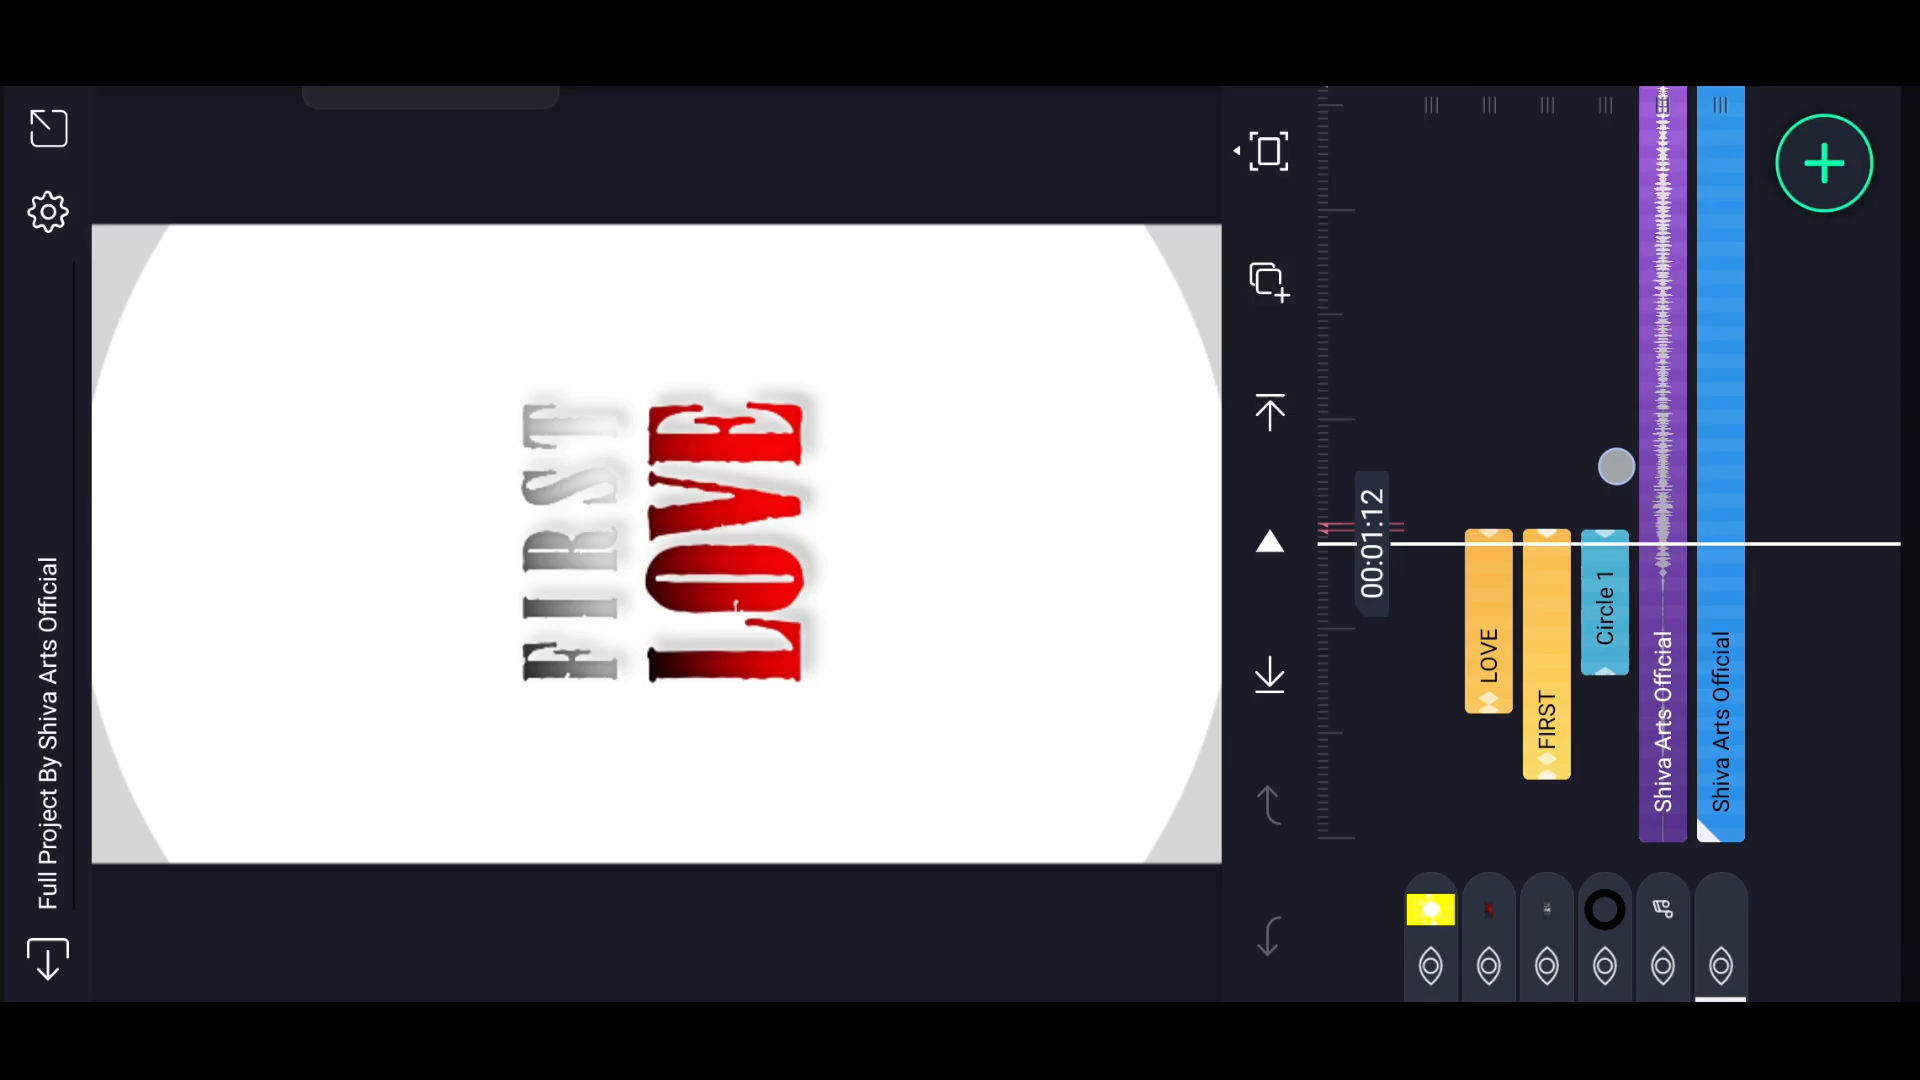 Full Project By Shiva Arts Official
FIRST
LOVE
00:01:12
LOVE
FIRST
Circle 1
Shiva Arts Official
Shiva Arts Official